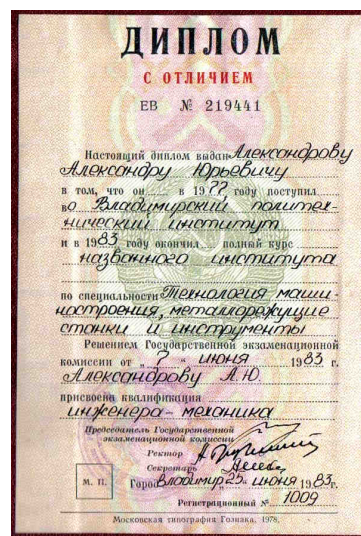 ДИПЛОМ
С ОТЛИЧИЕМ
ЕВ № 219441
Настоящий диплом выдан Александрову
Александру Юрьевичу
в том, что он в 1977 году поступил
во Владимирский политех-
нический институт
и в 1983 году окончил полный курс
названного института
по специальности Технология маши-
ностроения, металлорежущие
станки и инструменты
Решением Государственной экзаменационной
комиссии от „7“ июня 1983 г.
Александрову А.Ю.
присвоена квалификация
инженера-механика
Председатель Государственной
экзаменационной комиссии
Ректор
Секретарь
М. П. Город Владимир, 25 июня 1983г.
Регистрационный № 1009
Московская типография Гознака. 1978.